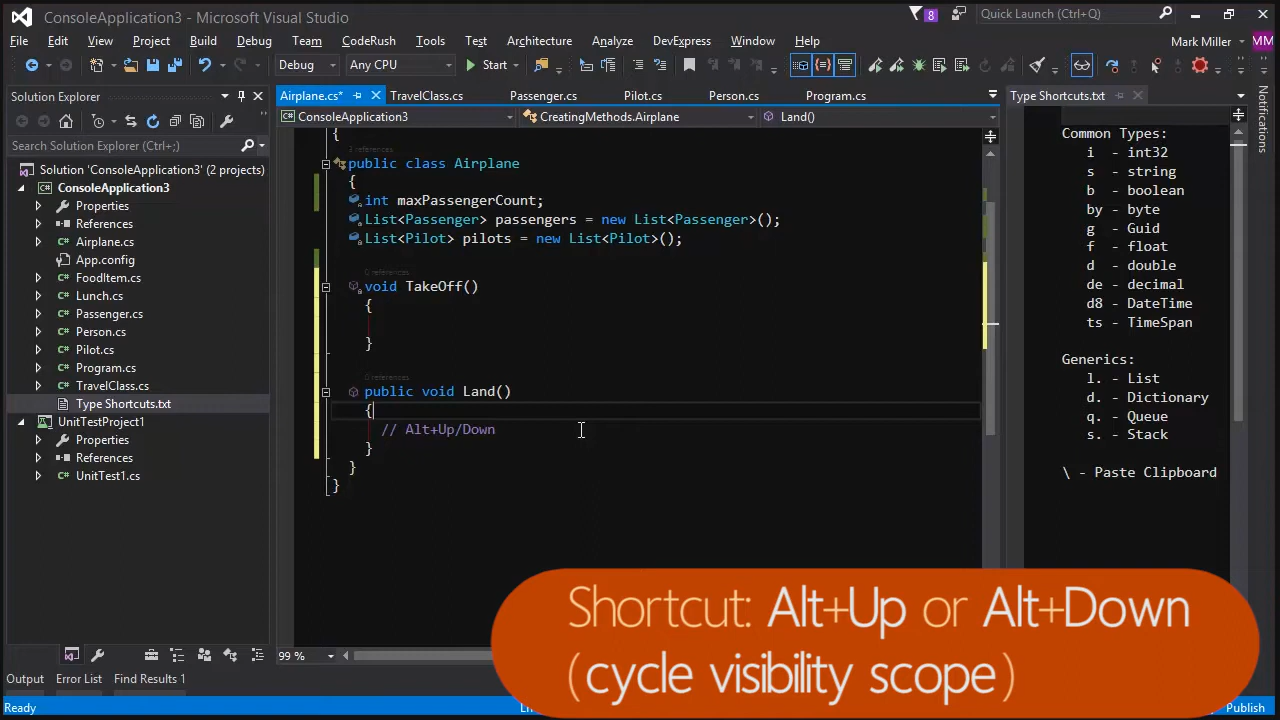 ConsoleApplication3 - Microsoft Visual Studio
8
Quick Launch (Ctrl+Q)
File Edit View Project Build Debug Team CodeRush Tools Test Architecture Analyze DevExpress Window Help
Mark Miller
MM
Debug
Any CPU
Start
Solution Explorer
Airplane.cs*
TravelClass.cs
Passenger.cs
Pilot.cs
Person.cs
Program.cs
Type Shortcuts.txt
ConsoleApplication3
CreatingMethods.Airplane
Land()
Notifications
Search Solution Explorer (Ctrl+;)
Solution 'ConsoleApplication3' (2 projects)
ConsoleApplication3
Properties
References
Airplane.cs
App.config
FoodItem.cs
Lunch.cs
Passenger.cs
Person.cs
Pilot.cs
Program.cs
TravelClass.cs
Type Shortcuts.txt
UnitTestProject1
Properties
References
UnitTest1.cs
{
3 references
public class Airplane
{
int maxPassengerCount;
List<Passenger> passengers = new List<Passenger>();
List<Pilot> pilots = new List<Pilot>();
0 references
void TakeOff()
{
}
0 references
public void Land()
{
// Alt+Up/Down
}
}
}
Common Types:
i - int32
s - string
b - boolean
by - byte
g - Guid
f - float
d - double
de - decimal
d8 - DateTime
ts - TimeSpan
Generics:
l. - List
d. - Dictionary
q. - Queue
s. - Stack
\ - Paste Clipboard
99 %
Shortcut: Alt+Up or Alt+Down
(cycle visibility scope)
Output Error List Find Results 1
Ready
Publish